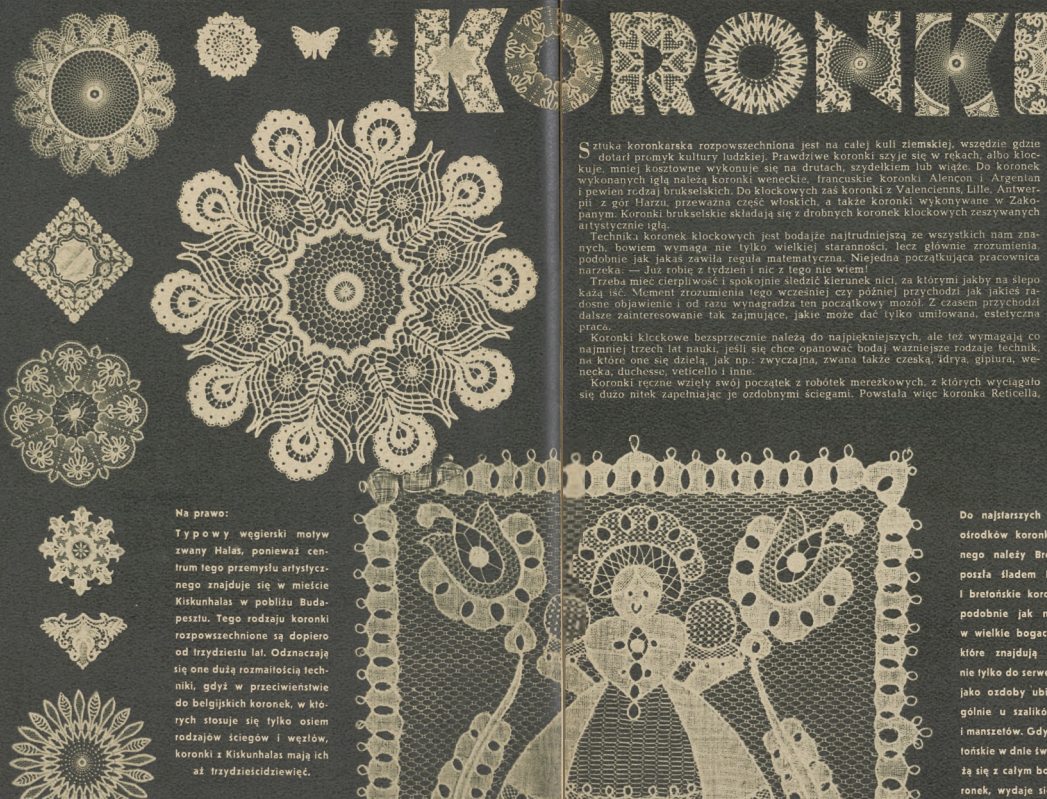 KORONKI
Sztuka koronkarska rozpowszechniona jest na całej kuli ziemskiej, wszędzie gdzie
dotarł promyk kultury ludzkiej. Prawdziwe koronki szyje się w rękach, albo kloc-
kuje, mniej kosztowne wykonuje się na drutach, szydełkiem lub wiąże. Do koronek
wykonanych igłą należą koronki weneckie, francuskie koronki Alençon i Argentan
i pewien rodzaj brukselskich. Do klockowych zaś koronki z Valenciennes, Lille, Antwer-
pii z gór Harzu, przeważna część włoskich, a także koronki wykonywane w Zako-
panym. Koronki brukselskie składają się z drobnych koronek klockowych zeszywanych
artystycznie igłą.
Technika koronek klockowych jest bodajże najtrudniejszą ze wszystkich nam zna-
nych, bowiem wymaga nie tylko wielkiej staranności, lecz głównie zrozumienia,
podobnie jak jakaś zawiła reguła matematyczna. Niejedna początkująca pracownica
narzeka: — Już robię z tydzień i nic z tego nie wiem!
Trzeba mieć cierpliwość i spokojnie śledzić kierunek nici, za którymi jakby na ślepo
każą iść. Moment zrozumienia tego wcześniej czy później przychodzi jak jakieś ra-
dosne objawienie i od razu wynagradza ten początkowy mozół. Z czasem przychodzi
dalsze zainteresowanie tak zajmujące, jakie może dać tylko umiłowana, estetyczna
praca.
Koronki klockowe bezsprzecznie należą do najpiękniejszych, ale też wymagają co
najmniej trzech lat nauki, jeśli się chce opanować bodaj ważniejsze rodzaje technik,
na które one się dzielą, jak np.: zwyczajna, zwana także czeską, idrya, gipiura, we-
necka, duchesse, veticello i inne.
Koronki ręczne wzięły swój początek z robótek mereżkowych, z których wyciągało
się dużo nitek zapełniając je ozdobnymi ściegami. Powstała więc koronka Reticella,
Na prawo:
Typowy węgierski motyw
zwany Halas, ponieważ cen-
trum tego przemysłu artystycz-
nego znajduje się w mieście
Kiskunhalas w pobliżu Buda-
pesztu. Tego rodzaju koronki
rozpowszechnione są dopiero
od trzydziestu lat. Odznaczają
się one dużą rozmaitością tech-
niki, gdyż w przeciwieństwie
do belgijskich koronek, w któ-
rych stosuje się tylko osiem
rodzajów ściegów i węzłów,
koronki z Kiskunhalas mają ich
aż trzydzieścidziewięć.
Do najstarszych
ośrodków koronk
nego należy Br
poszła śladem
I bretońskie koro
podobnie jak n
w wielkie bogac
które znajdują
nie tylko do serwe
jako ozdoby ubi
gólnie u szalikó
i manszetów. Gdy
tońskie w dnie św
żą się z całym bo
ronek, wydaje si